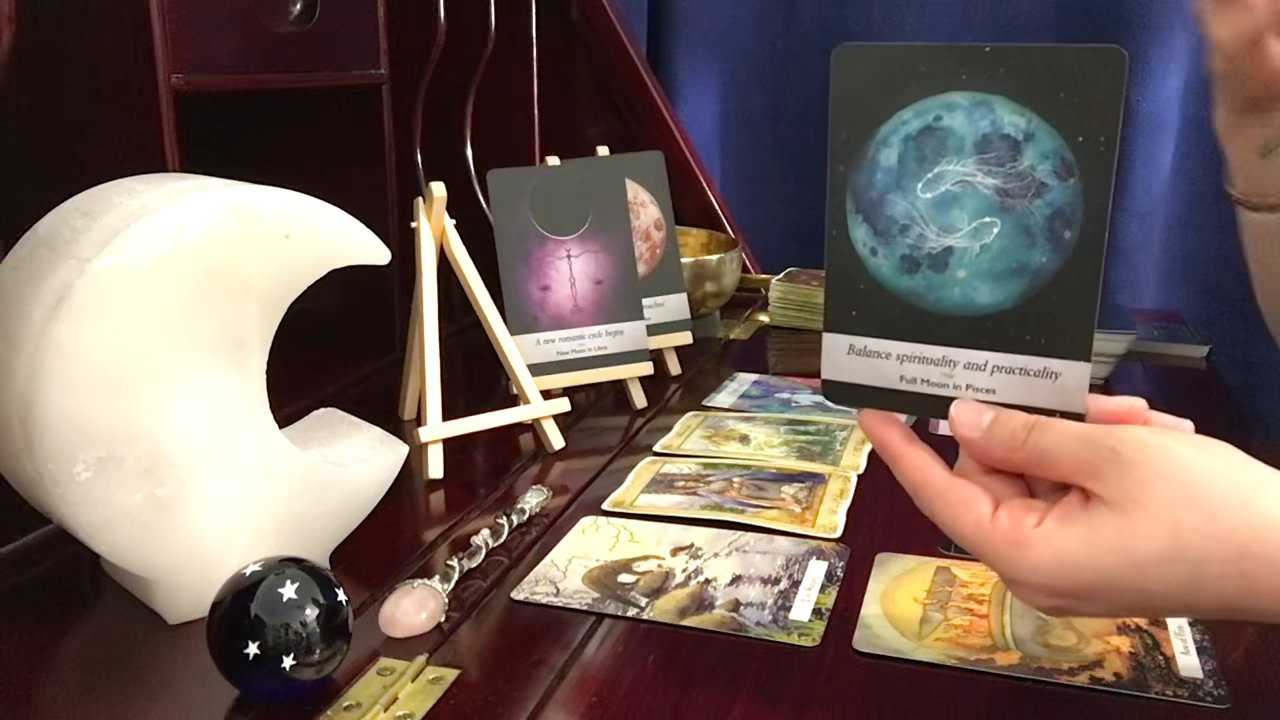 A new romantic cycle begins
New Moon in Libra
Balance spirituality and practicality
Full Moon in Pisces